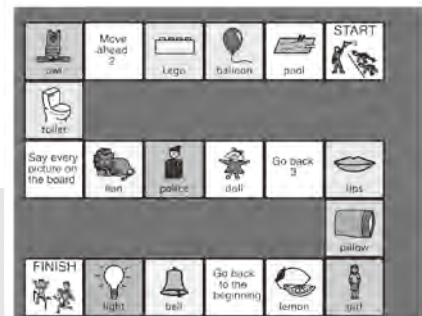 owl
Move
ahead
2
Lego
balloon
pool
START
toilet
Say every
picture on
the board
lion
police
doll
Go back
3
lips
pillow
FINISH
light
bell
Go back
to the
beginning
lemon
girl